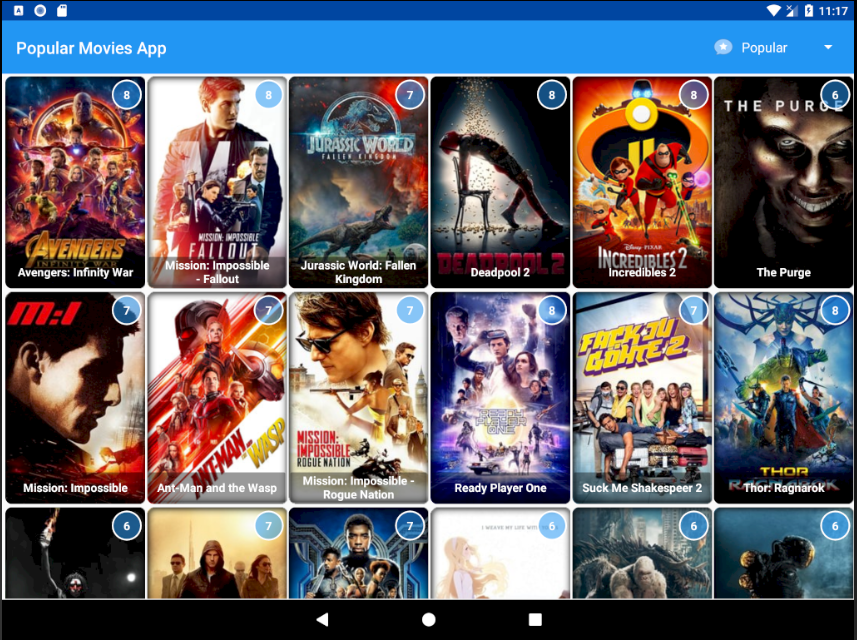 A
11:17
Popular Movies App
Popular
8
AVENGERS
INFINITY WAR
Avengers: Infinity War
8
MISSION: IMPOSSIBLE
FALLOUT
Mission: Impossible
- Fallout
7
JURASSIC WORLD
FALLEN KINGDOM
Jurassic World: Fallen
Kingdom
8
DEADPOOL 2
Deadpool 2
8
Disney PIXAR
INCREDIBLES 2
Incredibles 2
6
THE PURGE
The Purge
7
M:I
Mission: Impossible
7
ANT-MAN AND THE WASP
Ant-Man and the Wasp
7
MISSION:
IMPOSSIBLE
ROGUE NATION
Mission: Impossible -
Rogue Nation
8
READY
PLAYER
ONE
Ready Player One
7
FACK JU
GÖHTE 2
Suck Me Shakespeer 2
8
THOR
RAGNAROK
Thor: Ragnarok
6
7
7
I WEAVE MY LIFE WITH
6
6
6